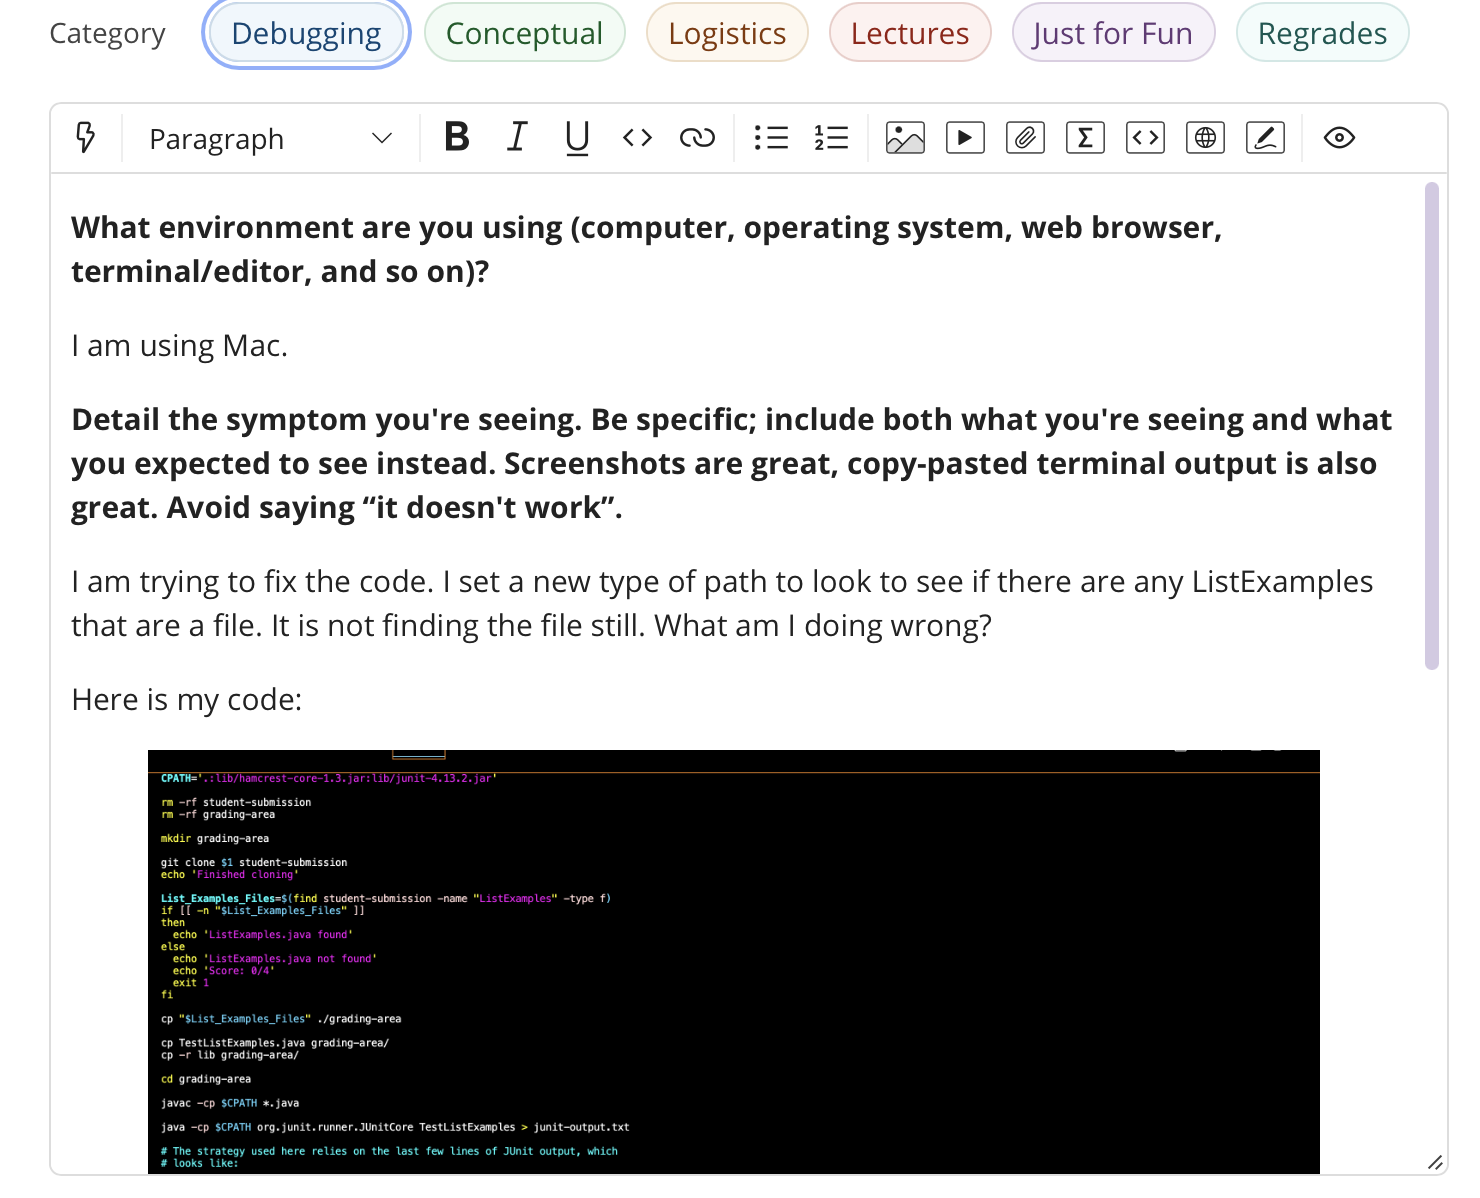 Category Debugging Conceptual Logistics Lectures Just for Fun Regrades
Paragraph
What environment are you using (computer, operating system, web browser,
terminal/editor, and so on)?
I am using Mac.
Detail the symptom you're seeing. Be specific; include both what you're seeing and what
you expected to see instead. Screenshots are great, copy-pasted terminal output is also
great. Avoid saying “it doesn't work”.
I am trying to fix the code. I set a new type of path to look to see if there are any ListExamples
that are a file. It is not finding the file still. What am I doing wrong?
Here is my code:
CPATH='.:lib/hamcrest-core-1.3.jar:lib/junit-4.13.2.jar'
rm -rf student-submission
rm -rf grading-area
mkdir grading-area
git clone $1 student-submission
echo 'Finished cloning'
List_Examples_Files=$(find student-submission -name "ListExamples" -type f)
if [[ -n "$List_Examples_Files" ]]
then
  echo 'ListExamples.java found'
else
  echo 'ListExamples.java not found'
  echo 'Score: 0/4'
  exit 1
fi
cp "$List_Examples_Files" ./grading-area
cp TestListExamples.java grading-area/
cp -r lib grading-area/
cd grading-area
javac -cp $CPATH *.java
java -cp $CPATH org.junit.runner.JUnitCore TestListExamples > junit-output.txt
# The strategy used here relies on the last few lines of JUnit output, which
# looks like: